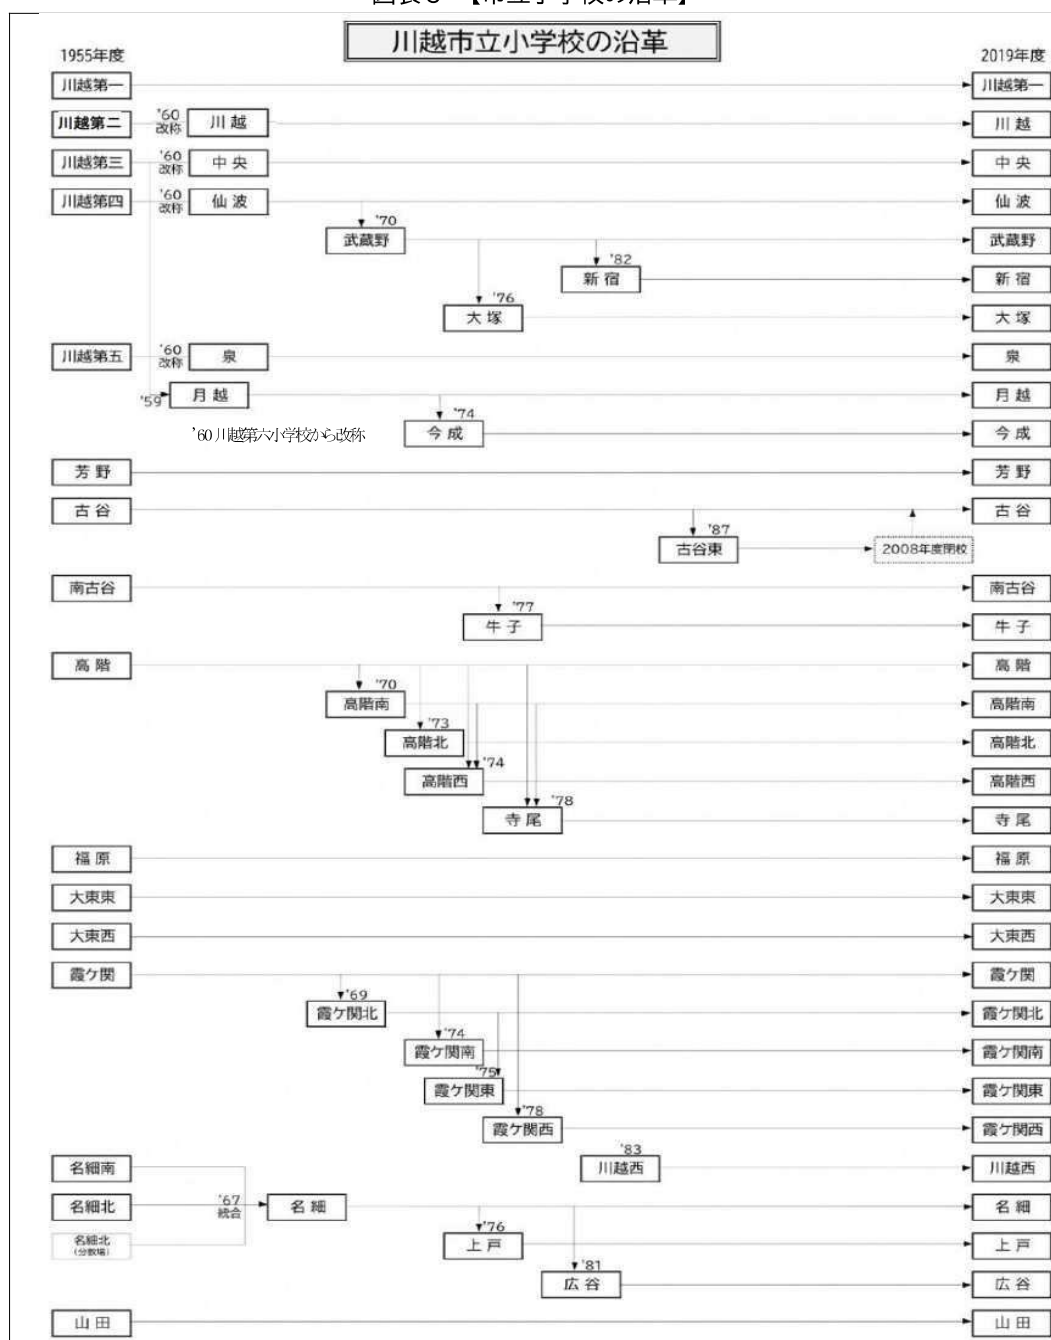 川越市立小学校の沿革
1955年度
2019年度
川越第一
川越第一
川越第二
'60
改称
川越
川越
川越第三
'60
改称
中央
中央
川越第四
'60
改称
仙波
仙波
'70
武蔵野
武蔵野
'82
新宿
新宿
'76
大塚
大塚
川越第五
'60
改称
泉
泉
'59
月越
月越
'60川越第六小学校から改称
'74
今成
今成
芳野
芳野
古谷
古谷
'87
古谷東
2008年度閉校
南古谷
南古谷
'77
牛子
牛子
高階
高階
'70
高階南
高階南
'73
高階北
高階北
'74
高階西
高階西
'78
寺尾
寺尾
福原
福原
大東東
大東東
大東西
大東西
霞ケ関
霞ケ関
'69
霞ケ関北
霞ケ関北
'74
霞ケ関南
霞ケ関南
'75
霞ケ関東
霞ケ関東
'78
霞ケ関西
霞ケ関西
'83
川越西
川越西
名細南
名細北
'67
統合
名細
名細
名細北
(分教場)
'76
上戸
上戸
'81
広谷
広谷
山田
山田